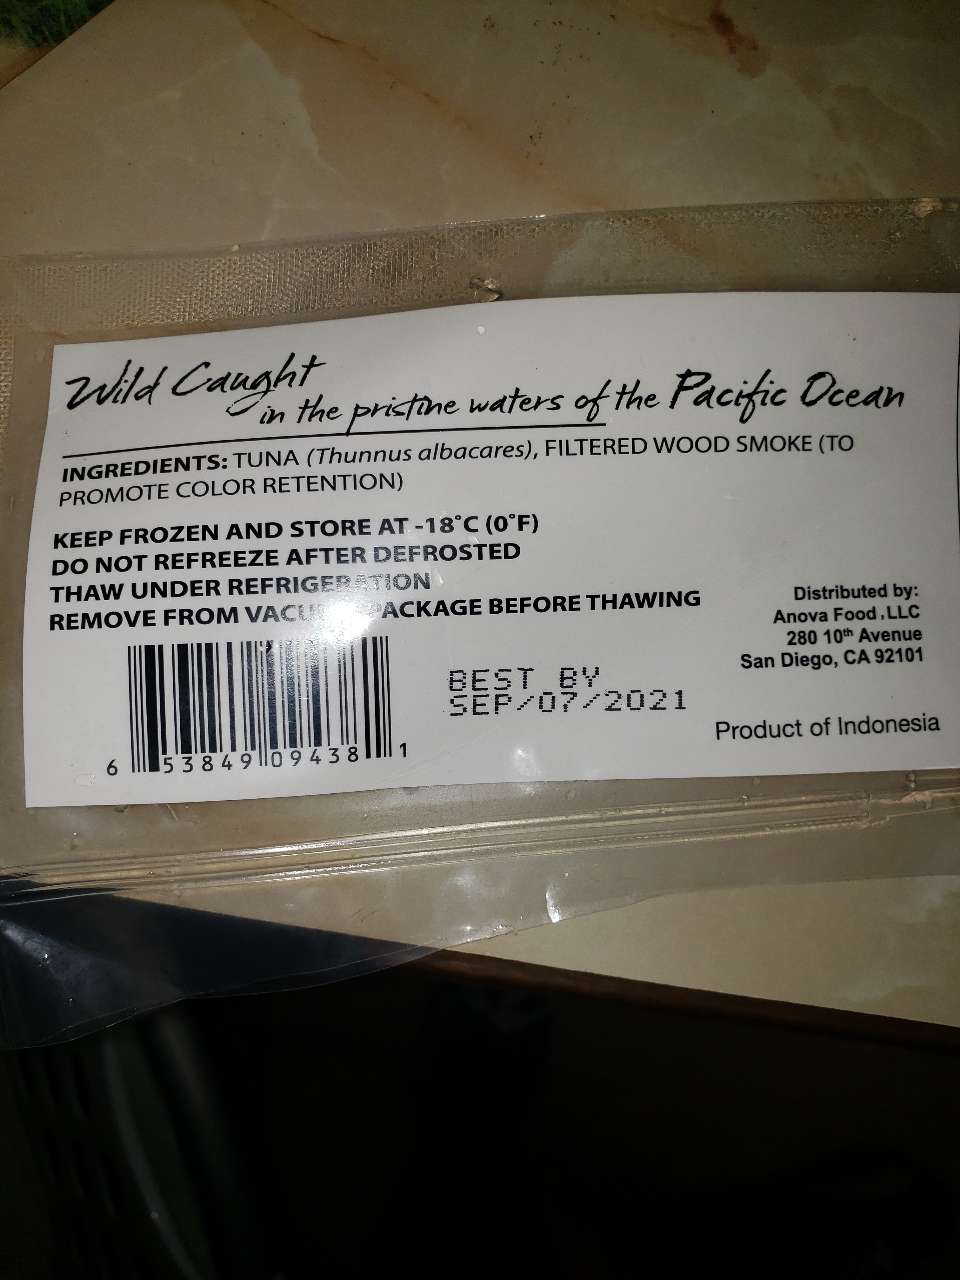 Wild Caught
in the pristine waters of the Pacific Ocean
INGREDIENTS: TUNA (Thunnus albacares), FILTERED WOOD SMOKE (TO
PROMOTE COLOR RETENTION)
KEEP FROZEN AND STORE AT -18°C (0°F)
DO NOT REFREEZE AFTER DEFROSTED
THAW UNDER REFRIGERATION
REMOVE FROM PACKAGE BEFORE THAWING
Distributed by:
Anova Food, LLC
280 10th Avenue
San Diego, CA 92101
BEST BY
SEP/07/2021
Product of Indonesia
6 53849 09438 1